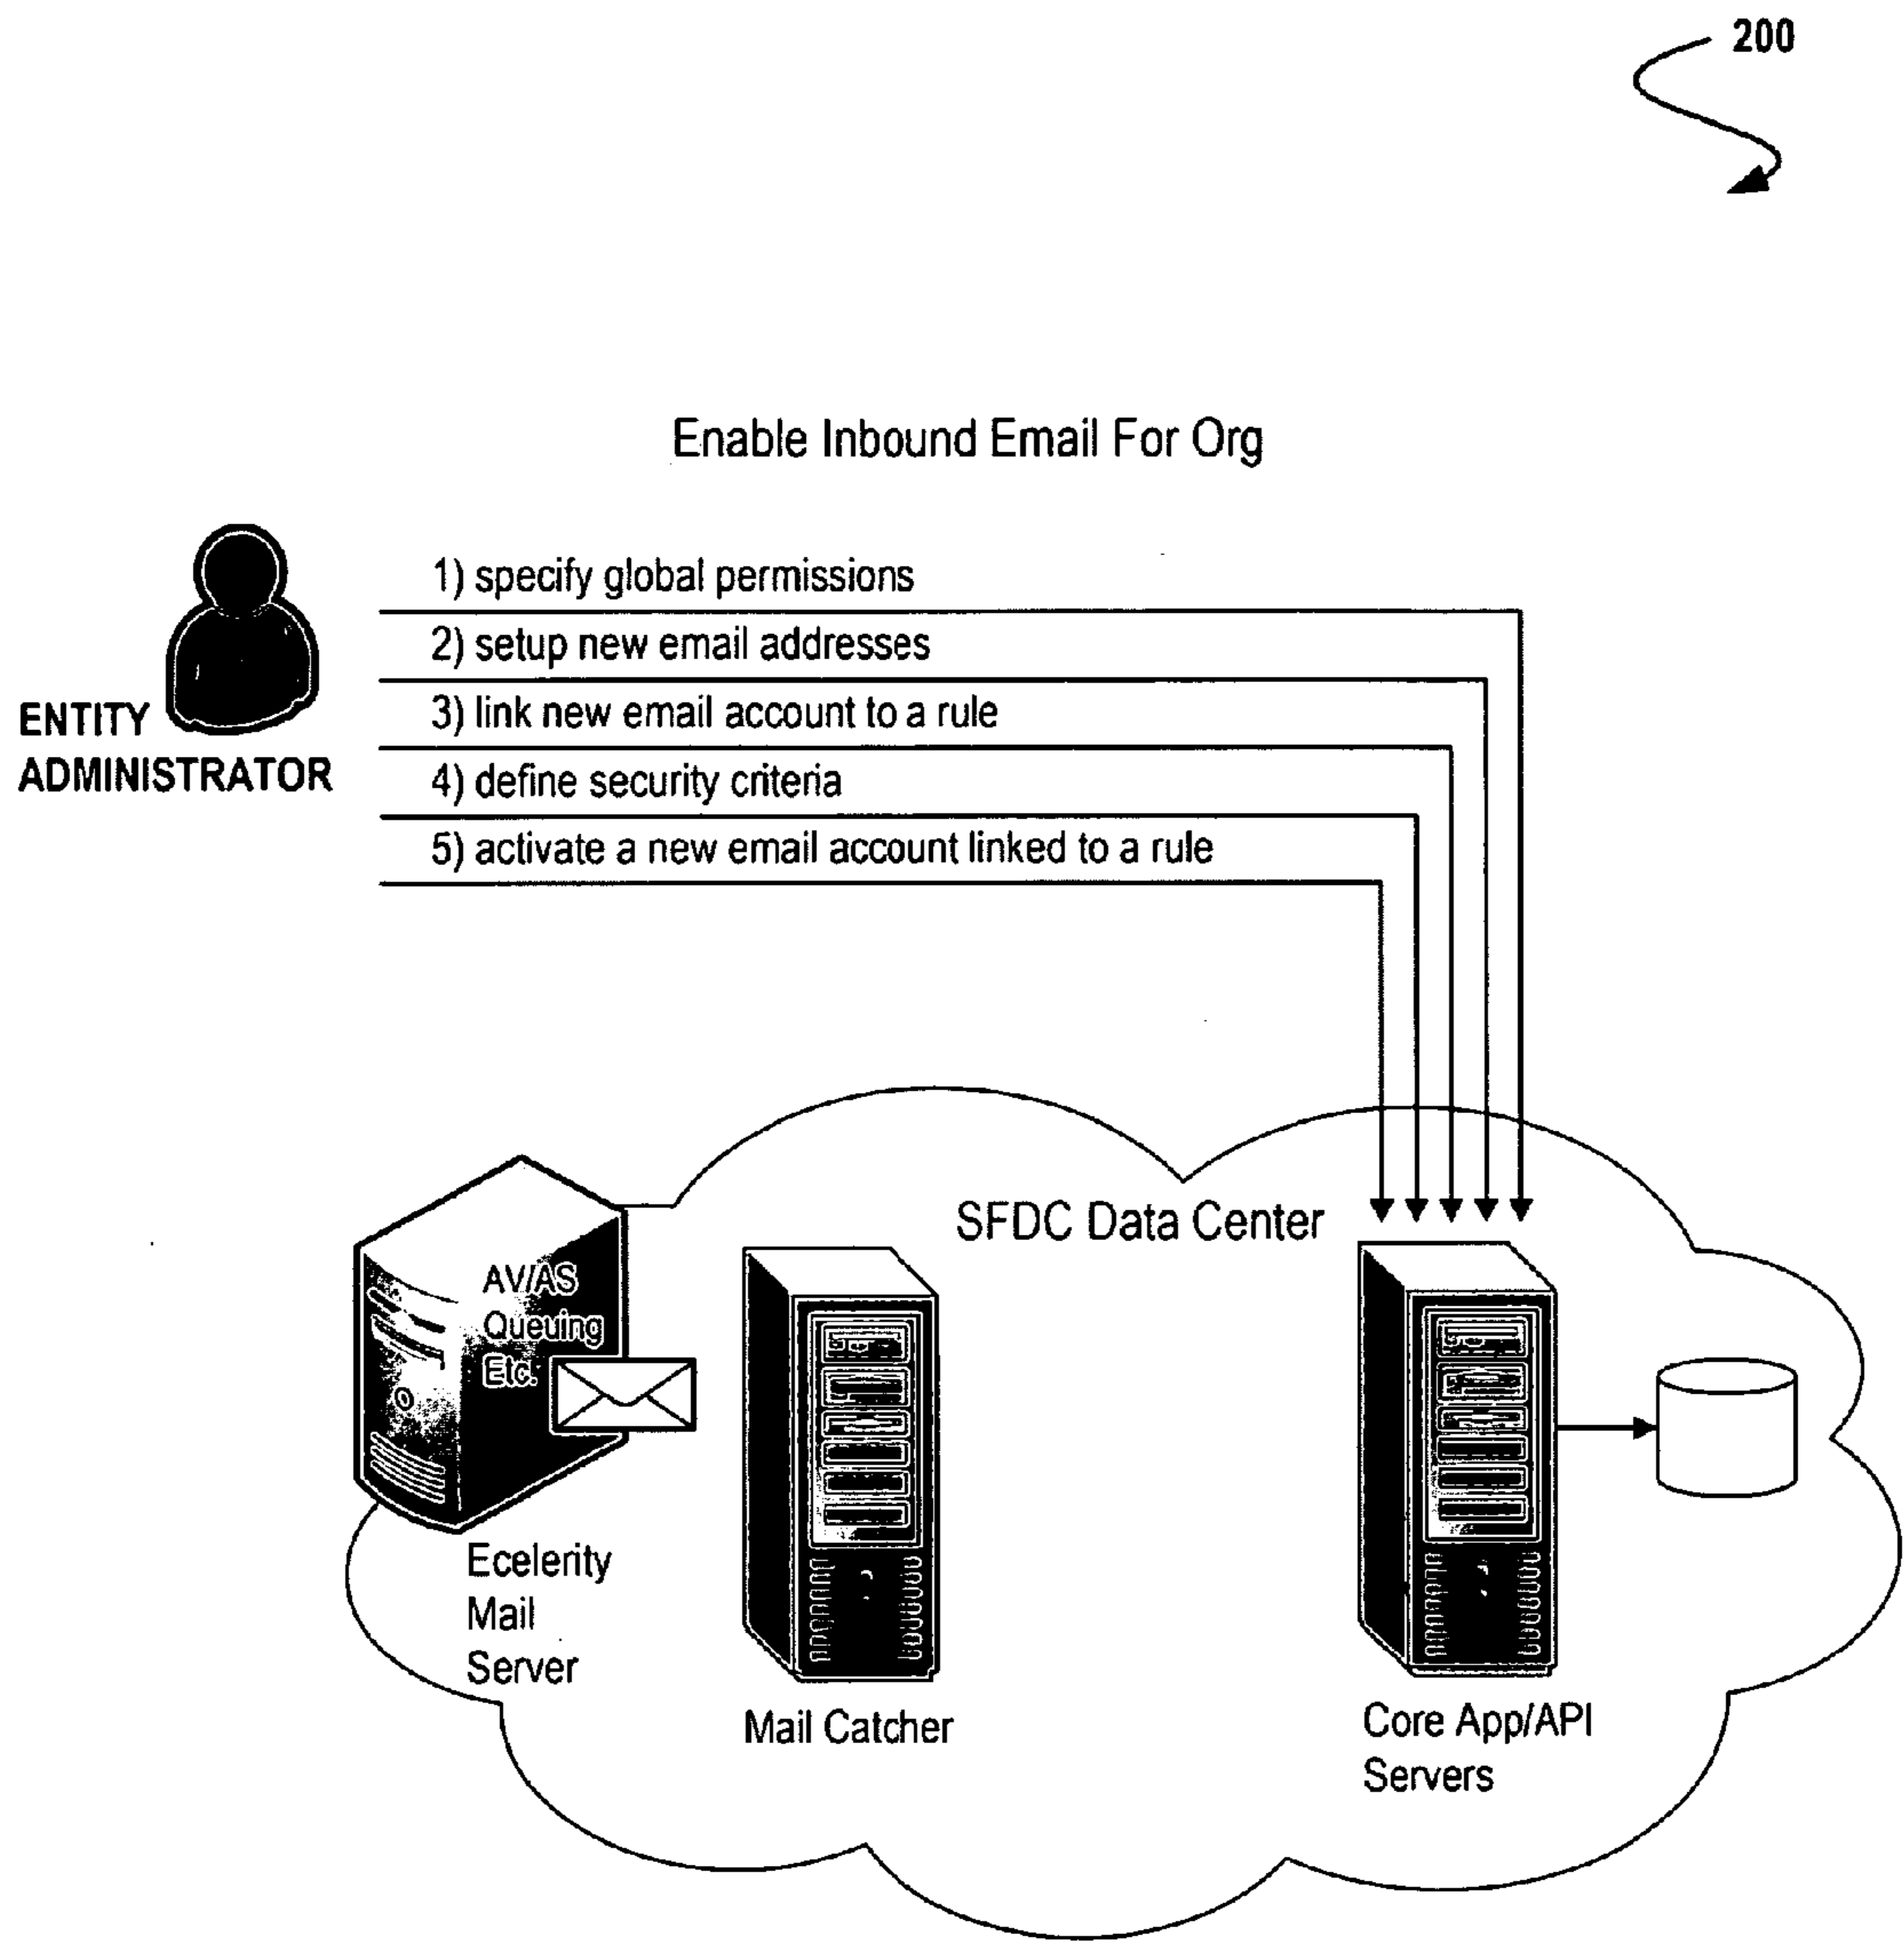 200
Enable Inbound Email For Org
1) specify global permissions
2) setup new email addresses
3) link new email account to a rule
4) define security criteria
5) activate a new email account linked to a rule
ENTITY
ADMINISTRATOR
SFDC Data Center
AV/AS
Queuing
Etc.
Ecelerity
Mail
Server
Mail Catcher
Core App/API
Servers